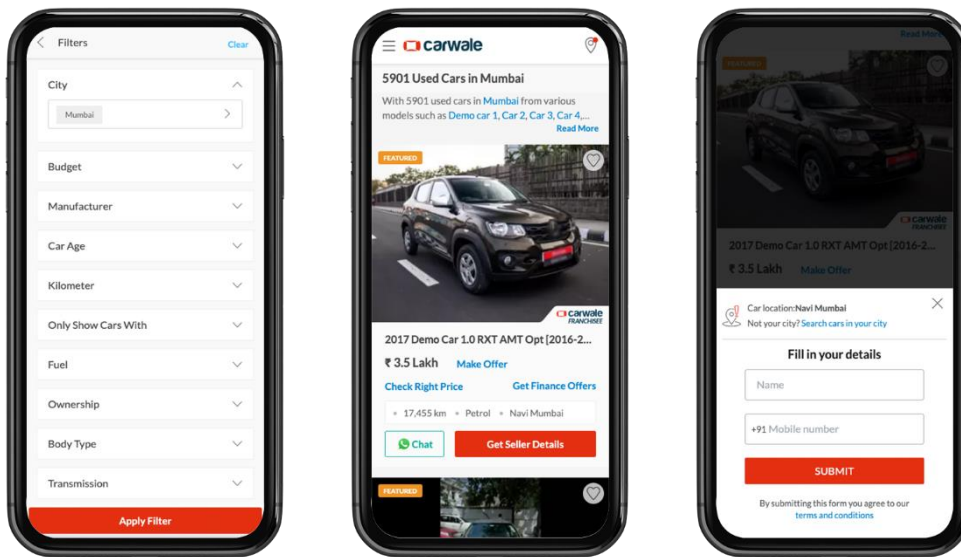 Filters
Clear
City
Mumbai
Budget
Manufacturer
Car Age
Kilometer
Only Show Cars With
Fuel
Ownership
Body Type
Transmission
Apply Filter
carwale
5901 Used Cars in Mumbai
With 5901 used cars in Mumbai from various
models such as Demo car 1, Car 2, Car 3, Car 4,...
Read More
FEATURED
carwale
FRANCHISEE
2017 Demo Car 1.0 RXT AMT Opt [2016-2...
₹ 3.5 Lakh Make Offer
Check Right Price Get Finance Offers
17,455 km Petrol Navi Mumbai
Chat Get Seller Details
FEATURED
Read More
FEATURED
carwale
FRANCHISEE
2017 Demo Car 1.0 RXT AMT Opt [2016-2...
₹ 3.5 Lakh Make Offer
Car location:Navi Mumbai
Not your city? Search cars in your city
Fill in your details
Name
+91 Mobile number
SUBMIT
By submitting this form you agree to our
terms and conditions